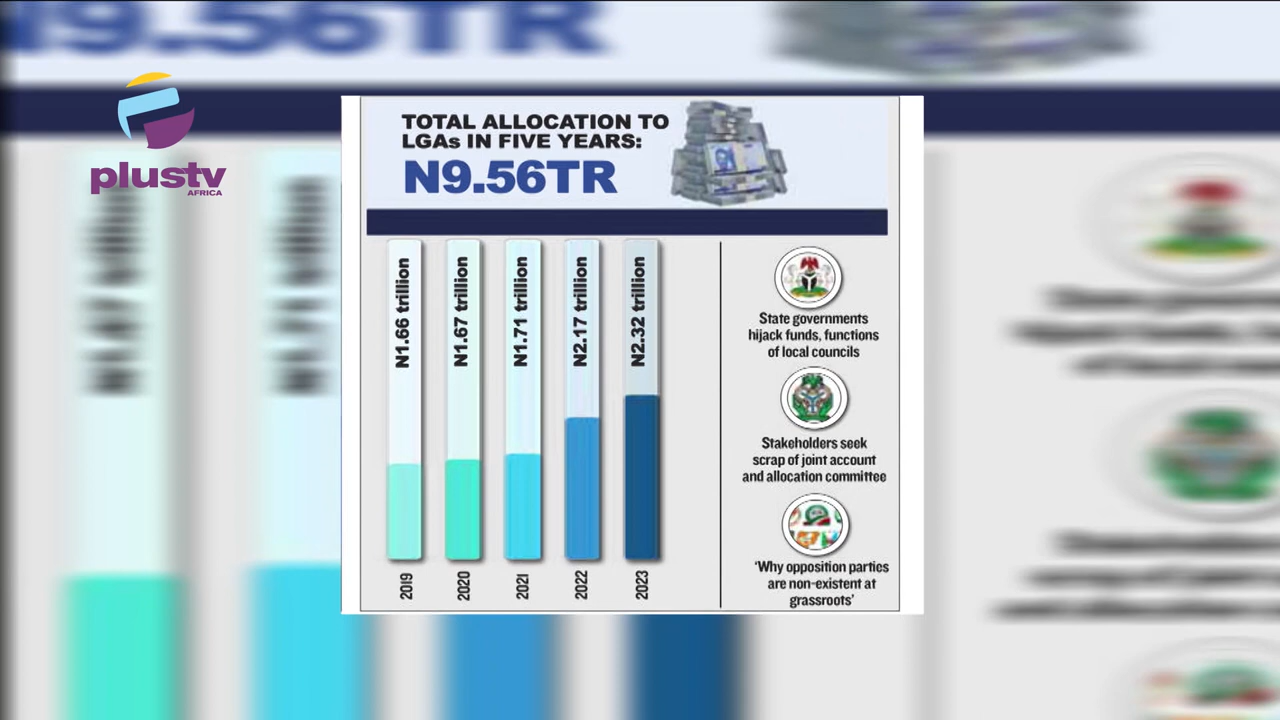 N9.56TR
plustv
AFRICA
TOTAL ALLOCATION TO
LGAs IN FIVE YEARS:
N9.56TR
N1.66 trillion
N1.67 trillion
N1.71 trillion
N2.17 trillion
N2.32 trillion
2019
2020
2021
2022
2023
State governments
hijack funds, functions
of local councils
Stakeholders seek
scrap of joint account
and allocation committee
'Why opposition parties
are non-existent at
grassroots'